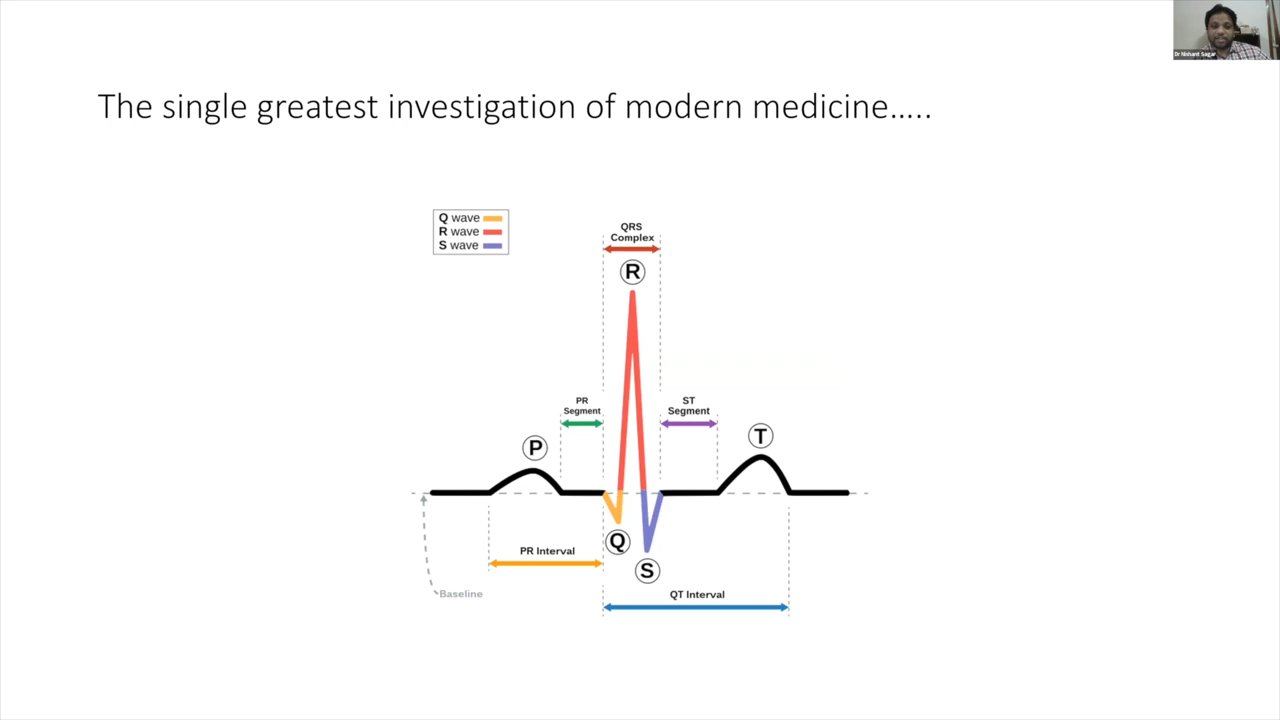 Dr Nishant Sagar
The single greatest investigation of modern medicine.....
Q wave
R wave
S wave
QRS
Complex
R
PR
Segment
ST
Segment
P
T
Q
S
PR Interval
QT Interval
Baseline